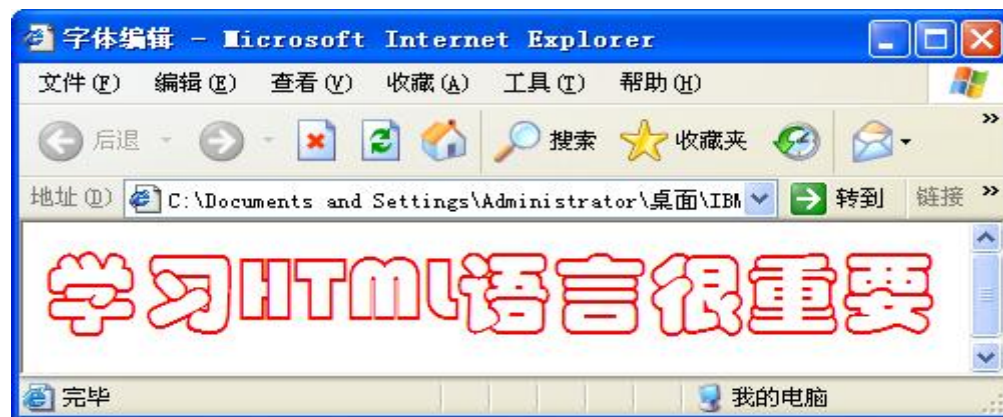 字体编辑 - Microsoft Internet Explorer
文件(F) 编辑(E) 查看(V) 收藏(A) 工具(T) 帮助(H)
后退 搜索 收藏夹 »
地址(D) C:\Documents and Settings\Administrator\桌面\IBM 转到 链接 »
学习HTML语言很重要
完毕 我的电脑